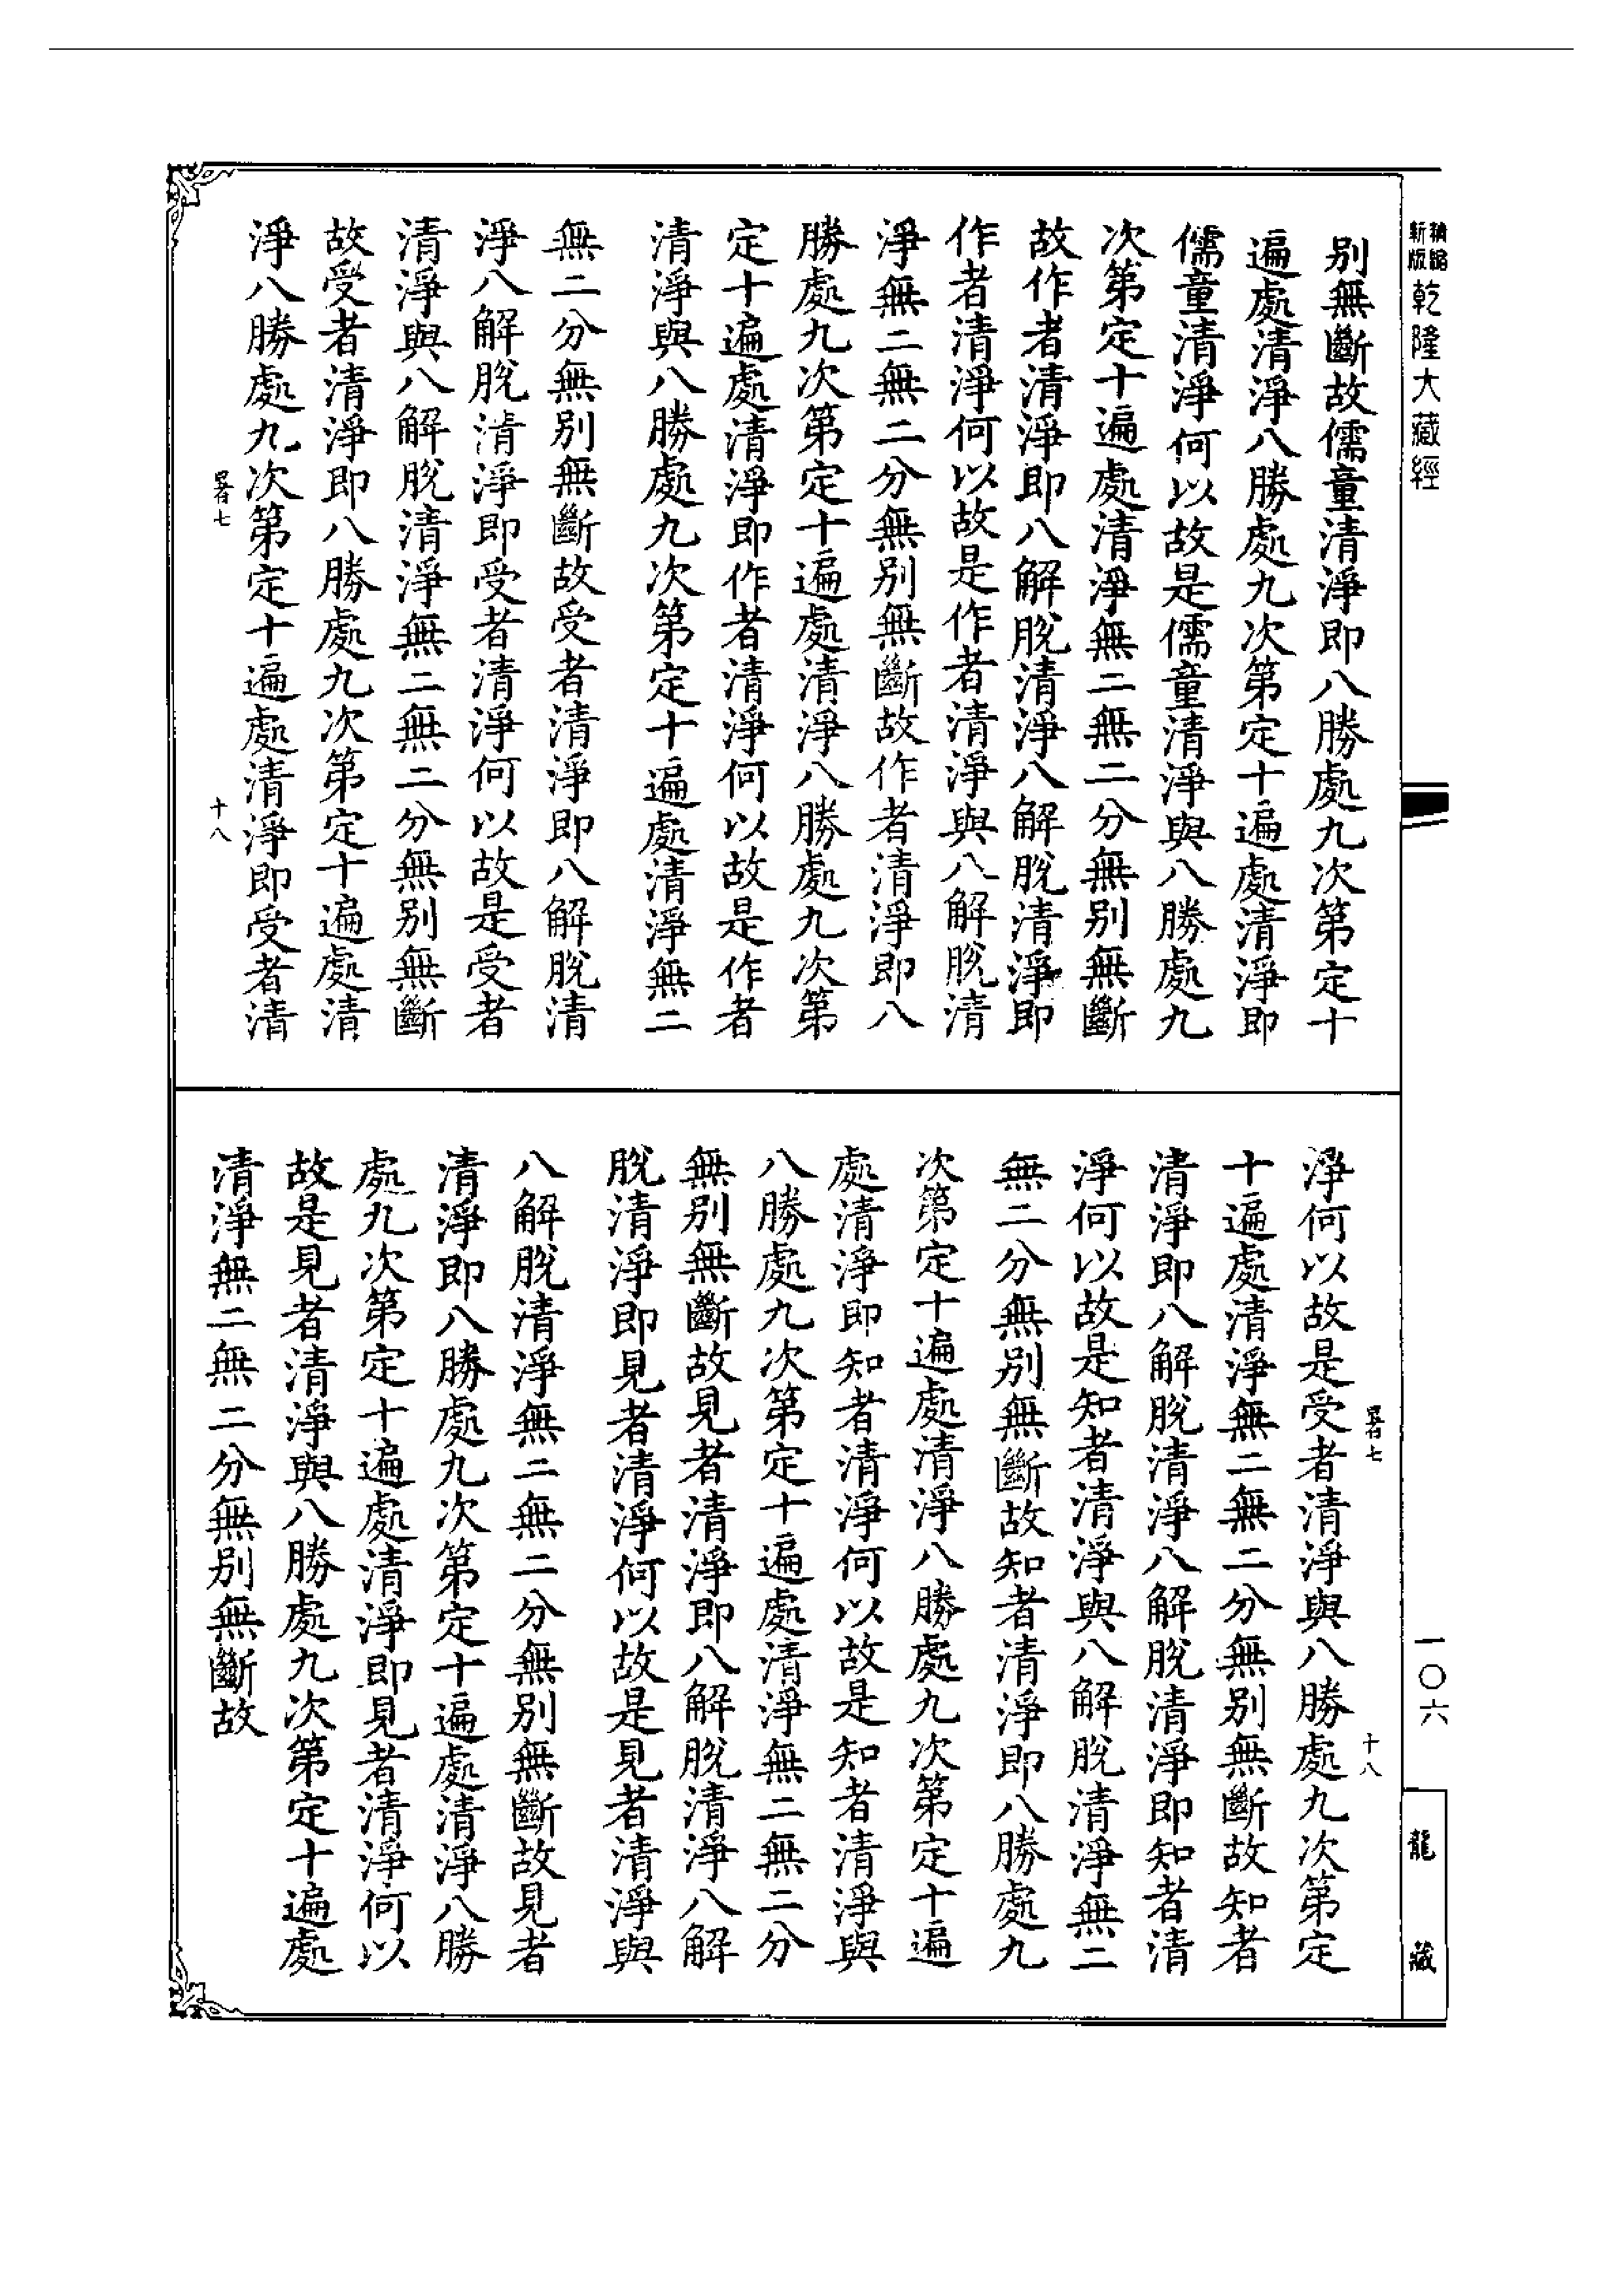 新版
乾隆大藏經
別無斷故儒童清淨即八勝處九次第定十
遍處清淨八勝處九次第定十遍處清淨即
儒童清淨何以故是儒童清淨與八勝處九
次第定十遍處清淨無二無二分無別無斷
故作者清淨即八解脫清淨八解脫清淨即
作者清淨何以故是作者清淨與八解脫清
淨無二無二分無別無斷故作者清淨即八
勝處九次第定十遍處清淨八勝處九次第
定十遍處清淨即作者清淨何以故是作者
清淨與八勝處九次第定十遍處清淨無二
無二分無別無斷故受者清淨即八解脫清
淨八解脫清淨即受者清淨何以故是受者
清淨與八解脫清淨無二無二分無別無斷
故受者清淨即八勝處九次第定十遍處清
淨八勝處九次第定十遍處清淨即受者清
畧七
十八
一〇六
畧七
十八
淨何以故是受者清淨與八勝處九次第定
十遍處清淨無二無二分無別無斷故知者
清淨即八解脫清淨八解脫清淨即知者清
淨何以故是知者清淨與八解脫清淨無二
無二分無別無斷故知者清淨即八勝處九
次第定十遍處清淨八勝處九次第定十遍
處清淨即知者清淨何以故是知者清淨與
八勝處九次第定十遍處清淨無二無二分
無別無斷故見者清淨即八解脫清淨八解
脫清淨即見者清淨何以故是見者清淨與
八解脫清淨無二無二分無別無斷故見者
清淨即八勝處九次第定十遍處清淨八勝
處九次第定十遍處清淨即見者清淨何以
故是見者清淨與八勝處九次第定十遍處
清淨無二無二分無別無斷故
龍藏